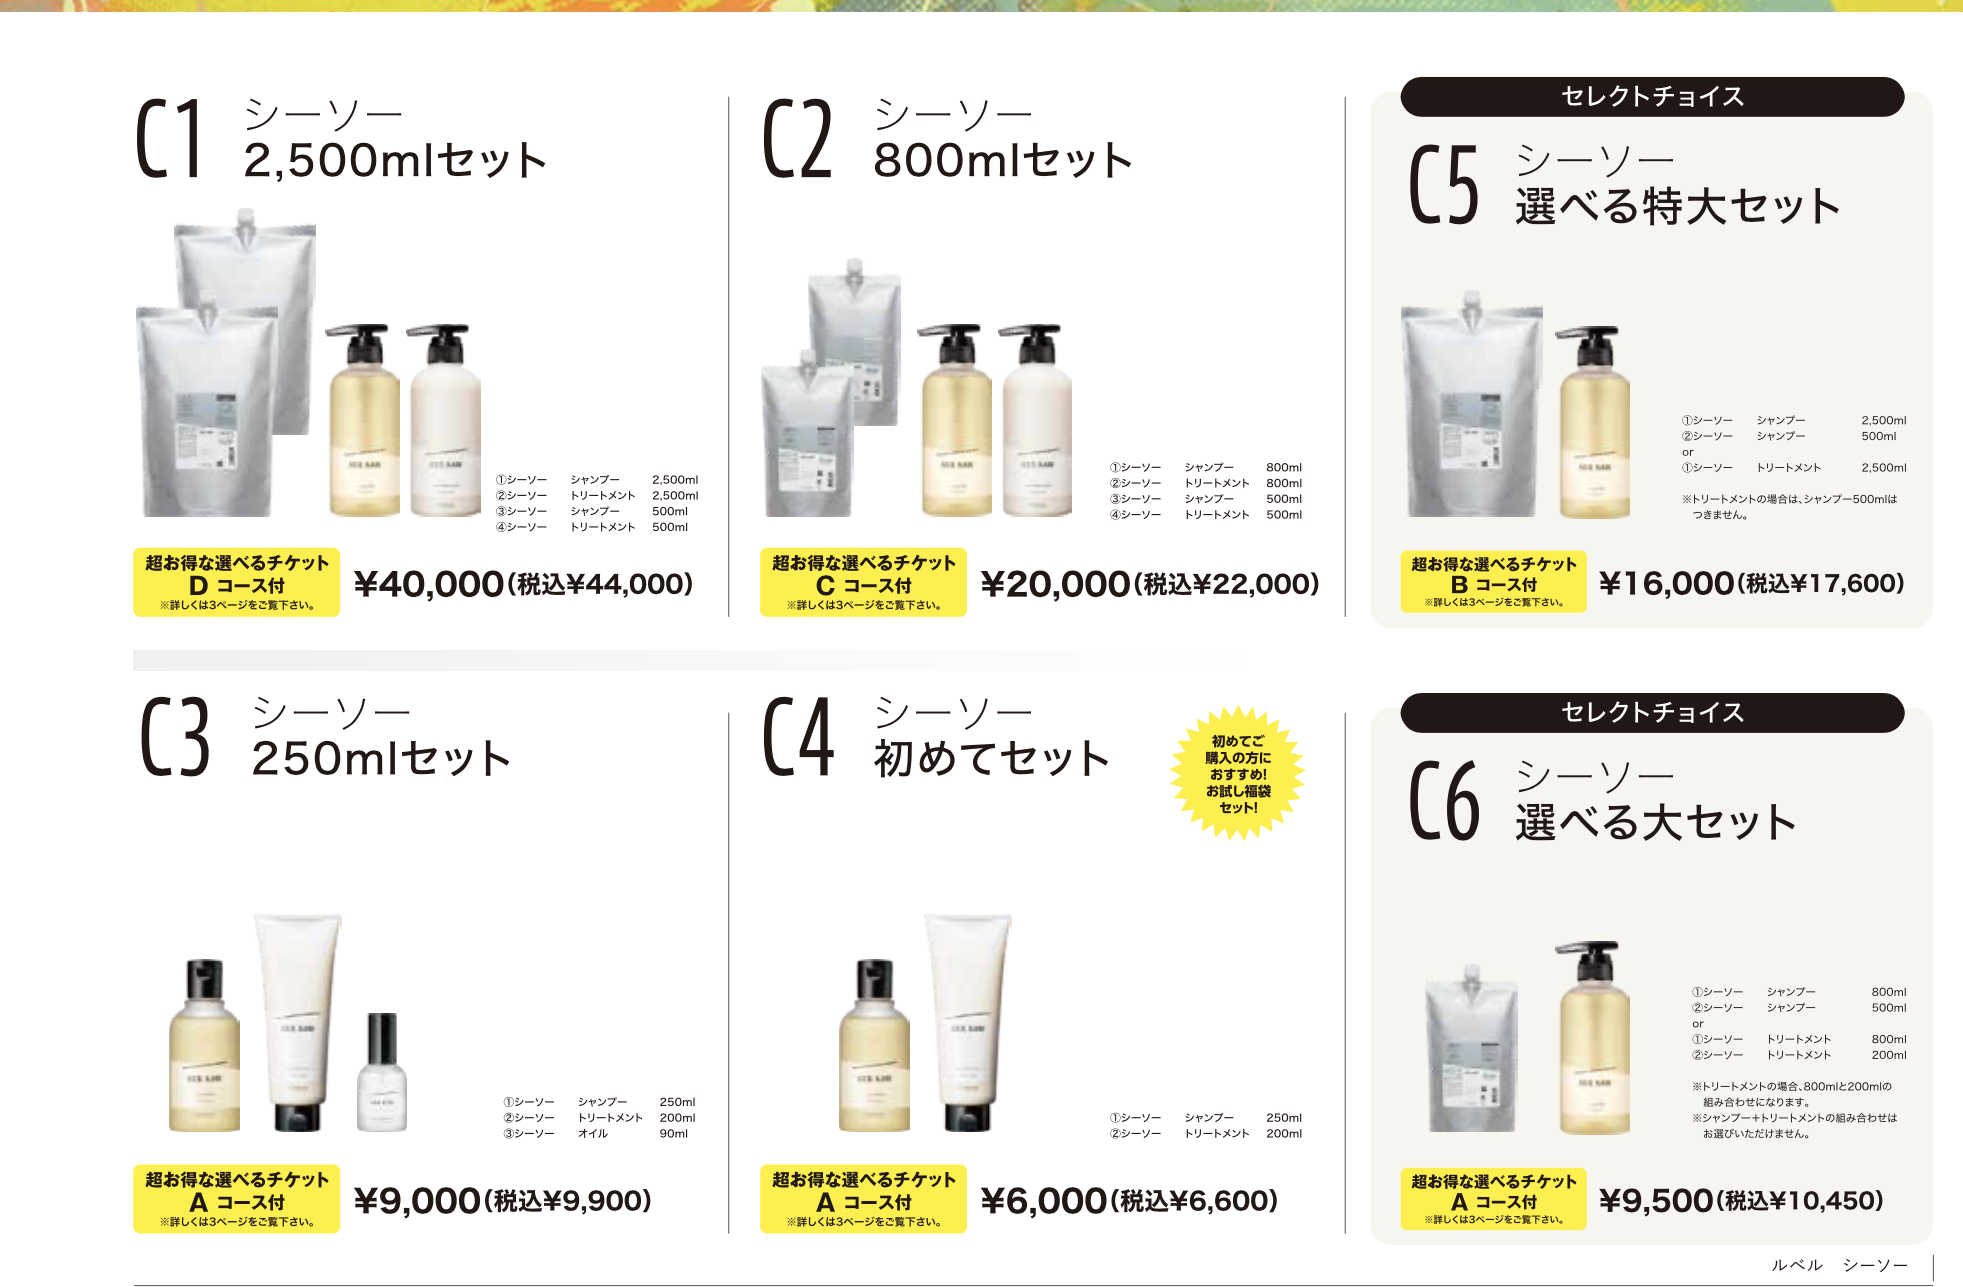 C1
シーソー
2,500mlセット
①シーソー シャンプー 2,500ml
②シーソー トリートメント 2,500ml
③シーソー シャンプー 500ml
④シーソー トリートメント 500ml
超お得な選べるチケット
D コース付
※詳しくは3ページをご覧下さい。
¥40,000(税込¥44,000)
C2
シーソー
800mlセット
①シーソー シャンプー 800ml
②シーソー トリートメント 800ml
③シーソー シャンプー 500ml
④シーソー トリートメント 500ml
超お得な選べるチケット
C コース付
※詳しくは3ページをご覧下さい。
¥20,000(税込¥22,000)
セレクトチョイス
C5
シーソー
選べる特大セット
①シーソー シャンプー 2,500ml
②シーソー シャンプー 500ml
or
①シーソー トリートメント 2,500ml
※トリートメントの場合は、シャンプー500mlは
つきません。
超お得な選べるチケット
B コース付
※詳しくは3ページをご覧下さい。
¥16,000(税込¥17,600)
C3
シーソー
250mlセット
①シーソー シャンプー 250ml
②シーソー トリートメント 200ml
③シーソー オイル 90ml
超お得な選べるチケット
A コース付
※詳しくは3ページをご覧下さい。
¥9,000(税込¥9,900)
C4
シーソー
初めてセット
初めてご
購入の方に
おすすめ!
お試し福袋
セット!
①シーソー シャンプー 250ml
②シーソー トリートメント 200ml
超お得な選べるチケット
A コース付
※詳しくは3ページをご覧下さい。
¥6,000(税込¥6,600)
セレクトチョイス
C6
シーソー
選べる大セット
①シーソー シャンプー 800ml
②シーソー シャンプー 500ml
or
①シーソー トリートメント 800ml
②シーソー トリートメント 200ml
※トリートメントの場合、800mlと200mlの
組み合わせになります。
※シャンプー+トリートメントの組み合わせは
お選びいただけません。
超お得な選べるチケット
A コース付
※詳しくは3ページをご覧下さい。
¥9,500(税込¥10,450)
ルベル シーソー